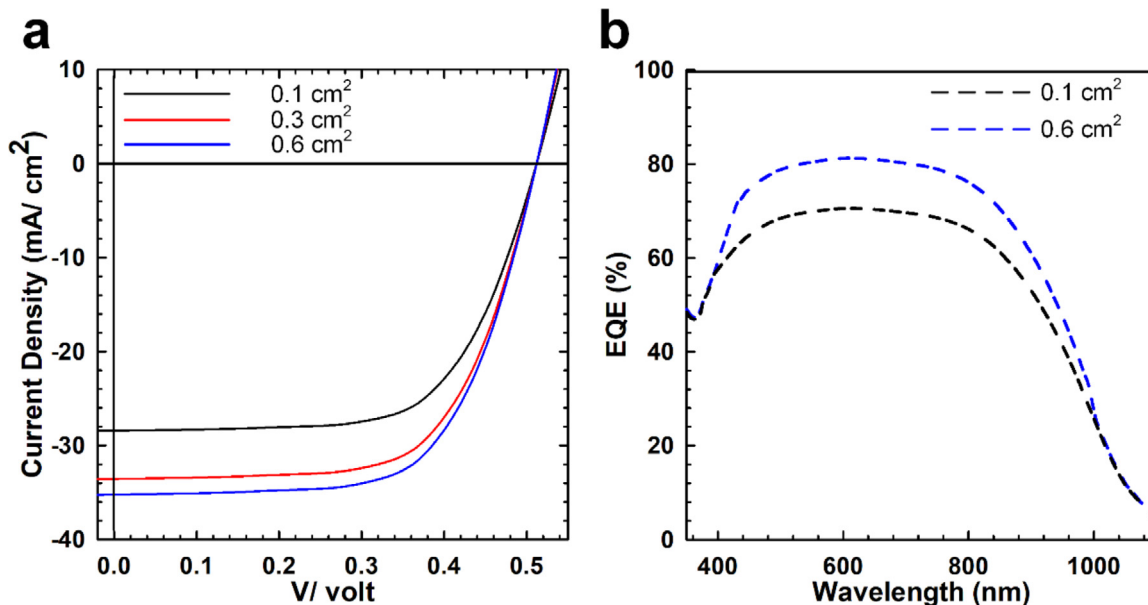 a
10
0
-10
-20
-30
-40
Current Density (mA/ cm²)
0.1 cm²
0.3 cm²
0.6 cm²
0.0 0.1 0.2 0.3 0.4 0.5
V/ volt
b
100
80
60
40
20
0
EQE (%)
0.1 cm²
0.6 cm²
400 600 800 1000
Wavelength (nm)